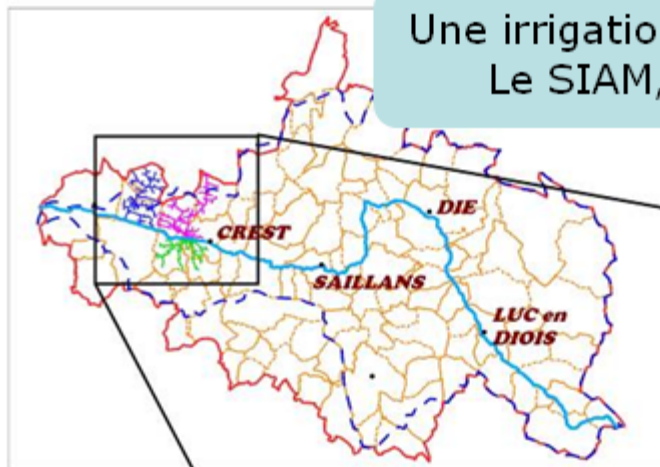 Une irrigatio
Le SIAM,
DIE
CREST
SAILLANS
LUC en
DIOIS